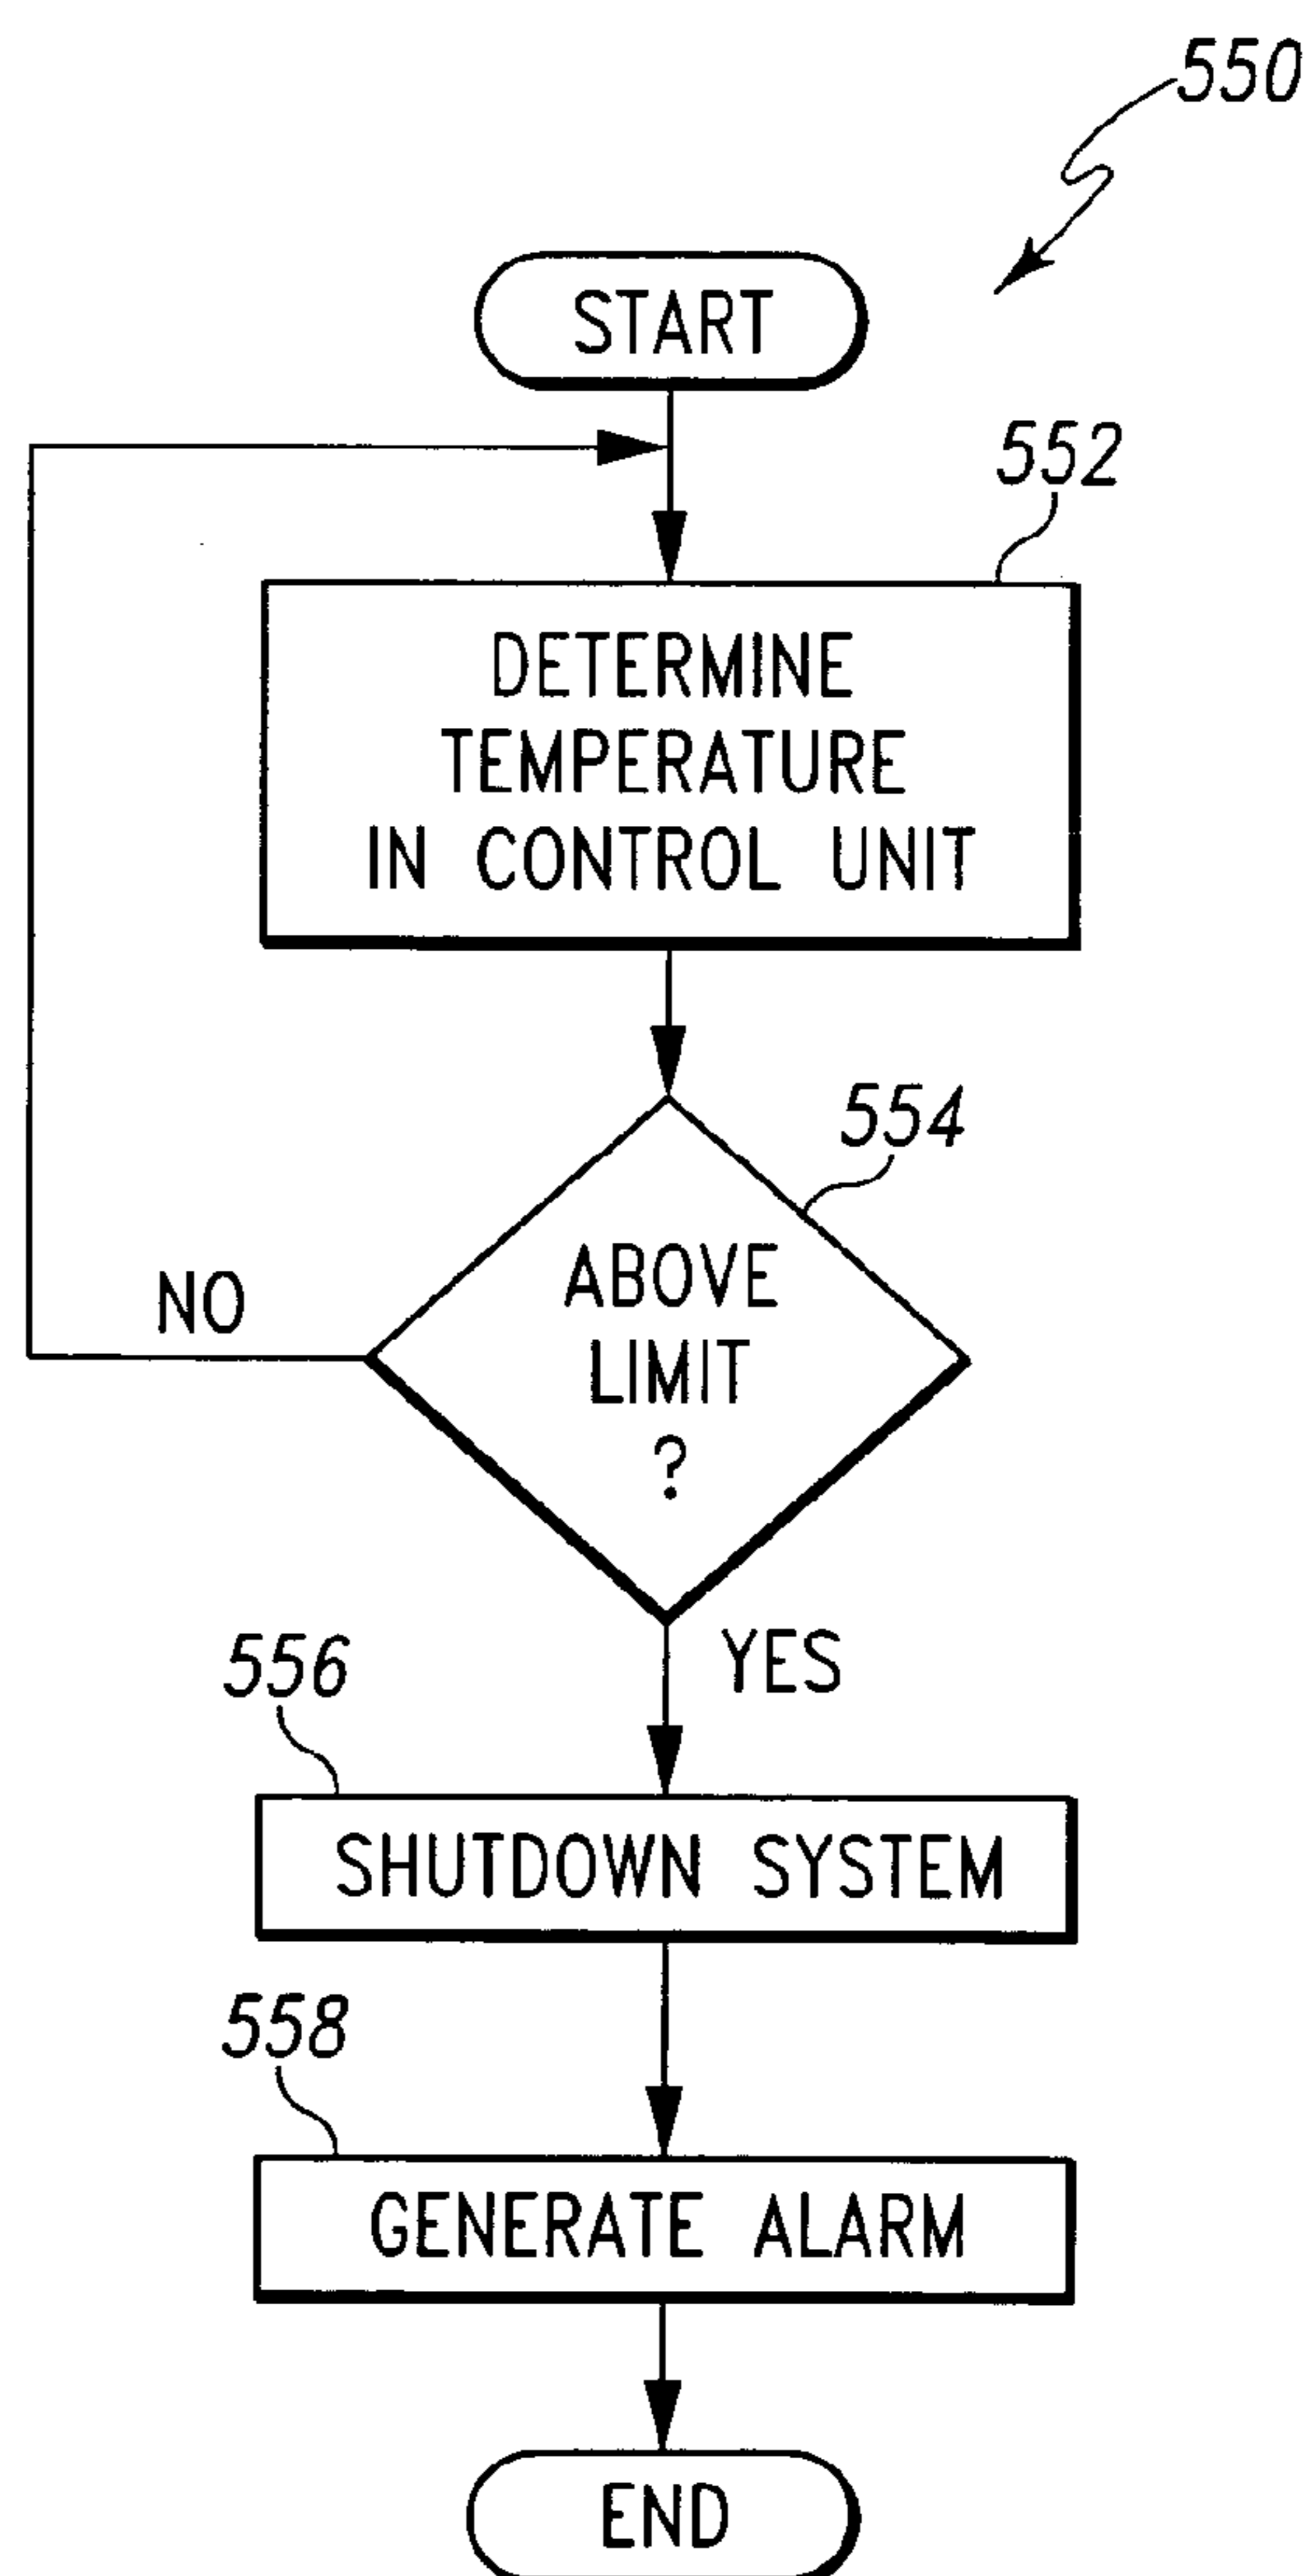 550
START
552
DETERMINE
TEMPERATURE
IN CONTROL UNIT
554
ABOVE
LIMIT
?
NO
YES
556
SHUTDOWN SYSTEM
558
GENERATE ALARM
END